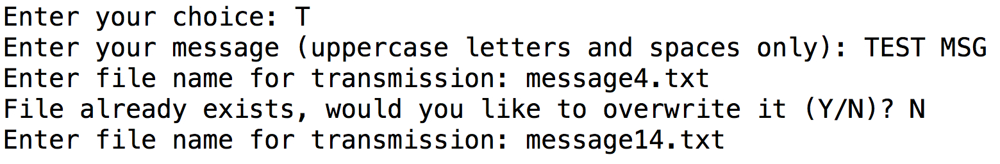 Enter your choice: T
Enter your message (uppercase letters and spaces only): TEST MSG
Enter file name for transmission: message4.txt
File already exists, would you like to overwrite it (Y/N)? N
Enter file name for transmission: message14.txt